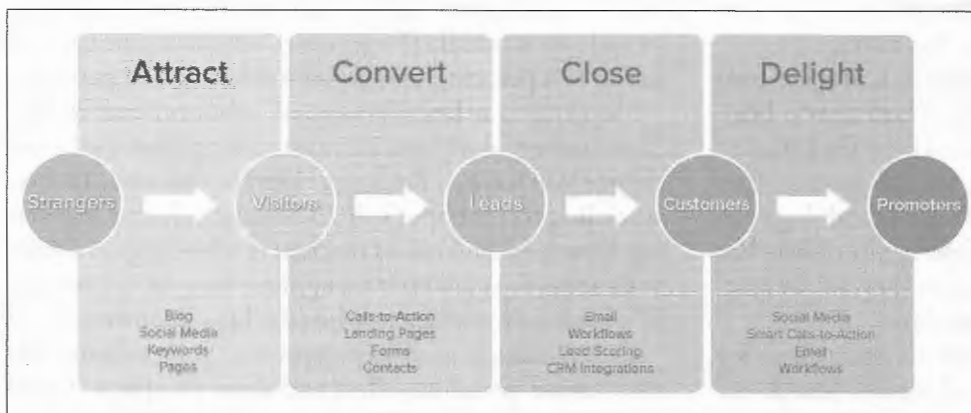 Attract
Convert
Close
Delight
Strangers
Visitors
Leads
Customers
Promoters
Blog
Social Media
Keywords
Pages
Calls-to-Action
Landing Pages
Forms
Contacts
Email
Workflows
Lead Scoring
CRM Integrations
Social Media
Smart Calls-to-Action
Email
Workflows